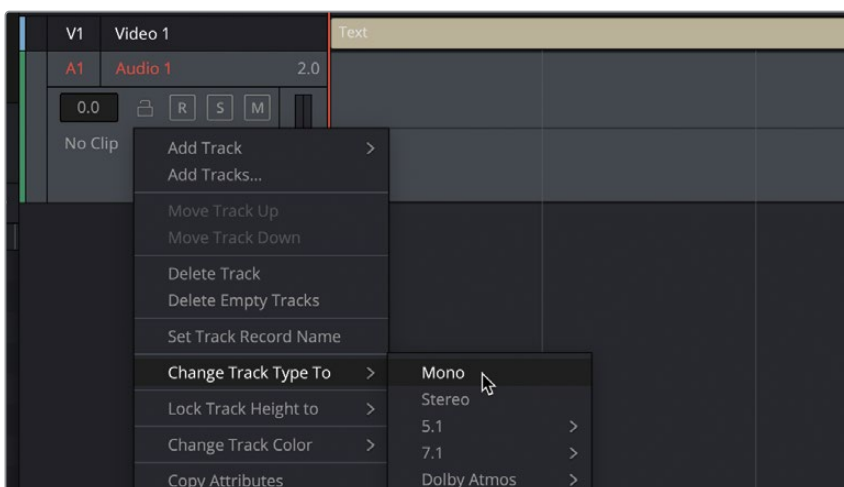 V1 Video 1 Text
A1 Audio 1 2.0
0.0 R S M
No Clip
Add Track >
Add Tracks...
Move Track Up
Move Track Down
Delete Track
Delete Empty Tracks
Set Track Record Name
Change Track Type To >
Lock Track Height to >
Change Track Color >
Copy Attributes
Mono
Stereo
5.1 >
7.1 >
Dolby Atmos >